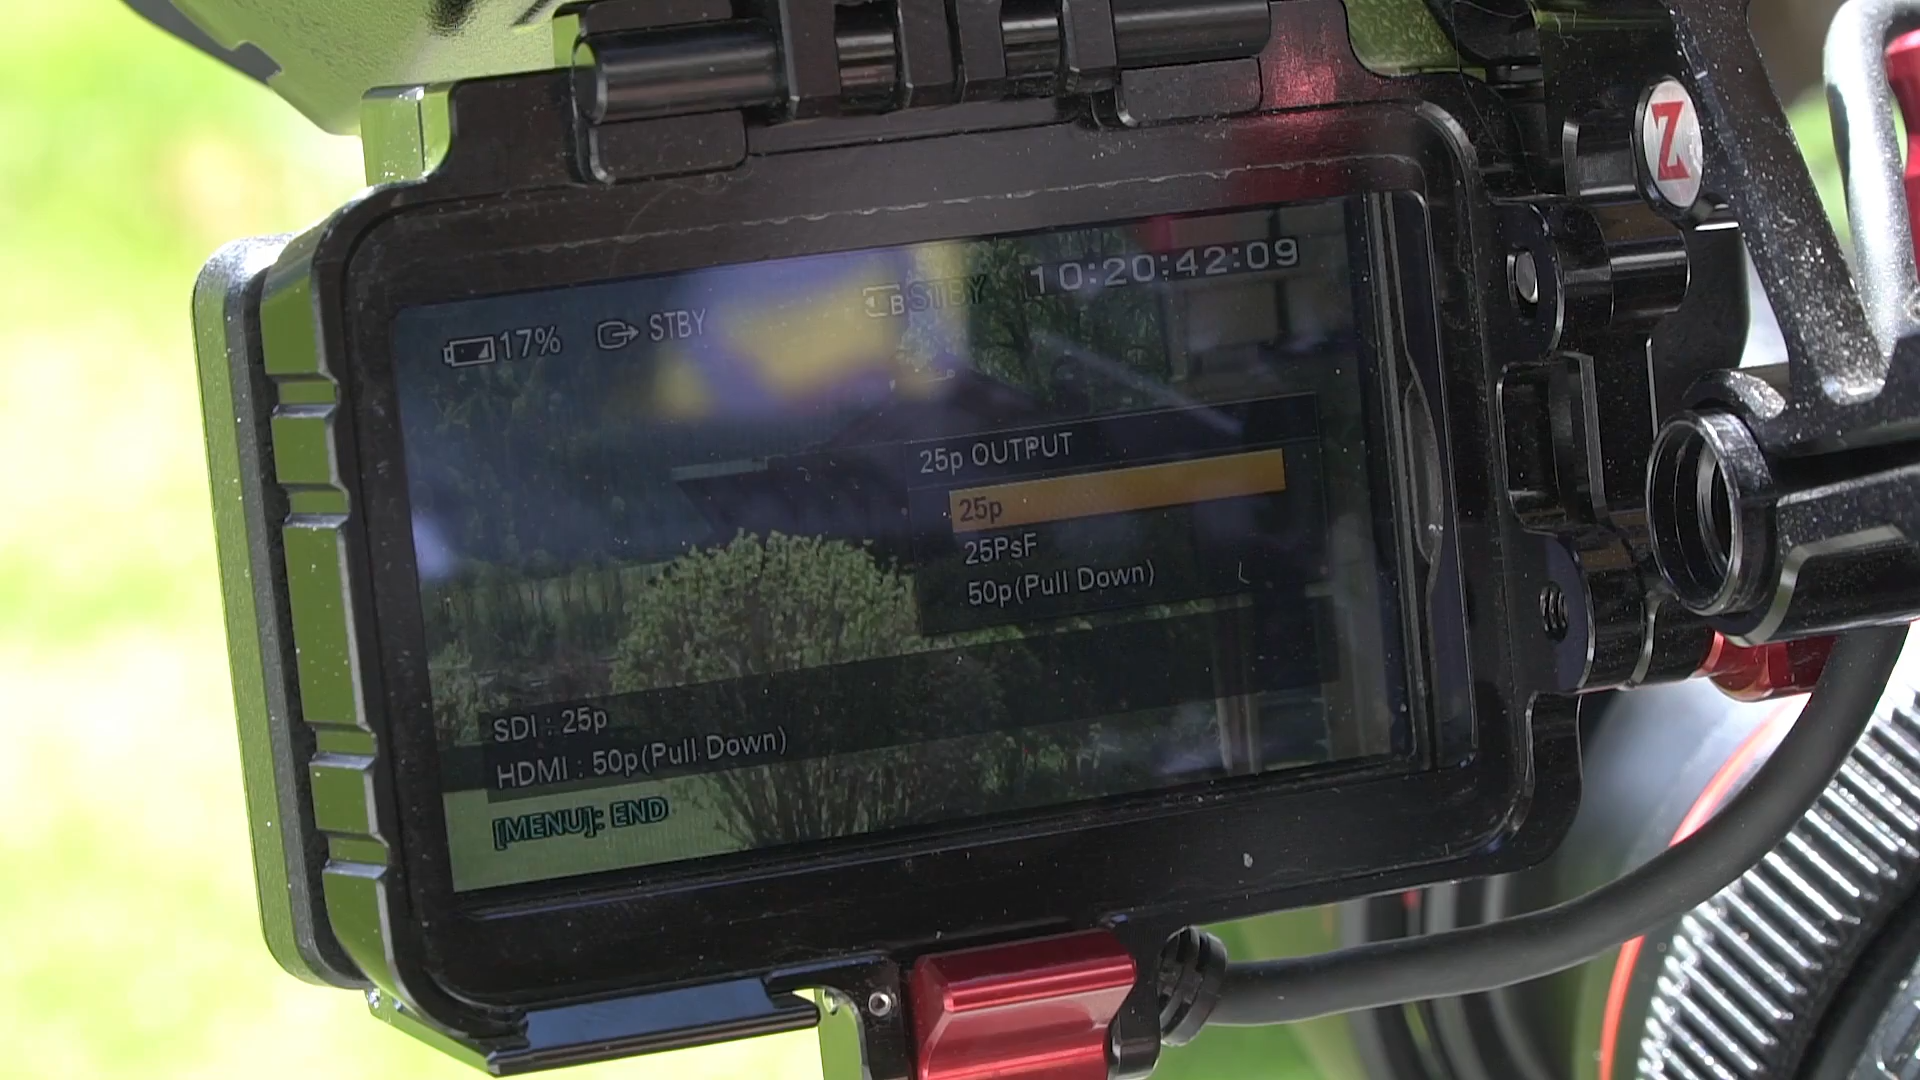 17% STBY B STBY 10:20:42:09
25p OUTPUT
25p
25PsF
50p(Pull Down)
SDI : 25p
HDMI : 50p(Pull Down)
[MENU]: END
Z